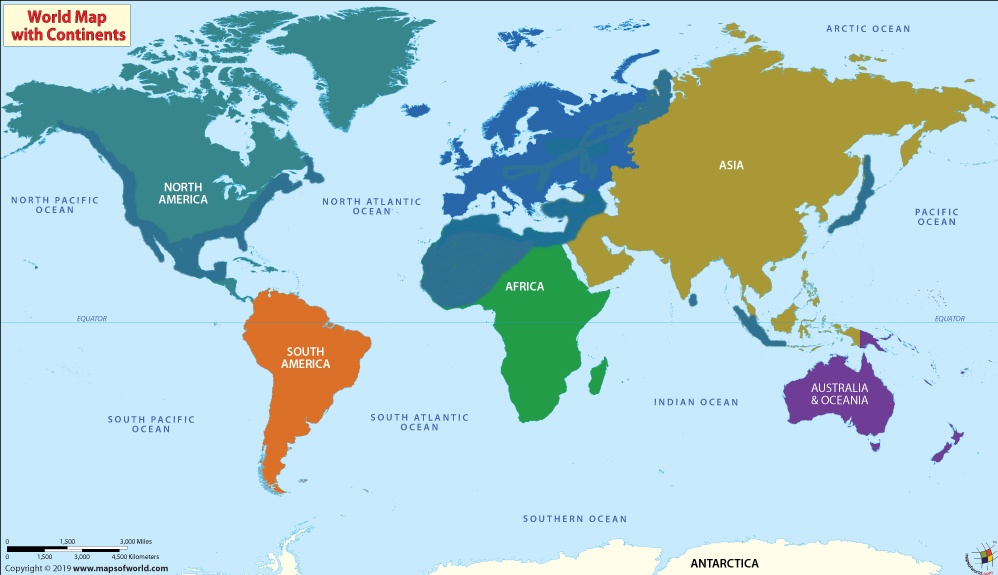 World Map
with Continents
ARCTIC OCEAN
ASIA
NORTH
AMERICA
NORTH PACIFIC
OCEAN
NORTH ATLANTIC
OCEAN
PACIFIC
OCEAN
AFRICA
EQUATOR
EQUATOR
SOUTH
AMERICA
AUSTRALIA
& OCEANIA
INDIAN OCEAN
SOUTH PACIFIC
OCEAN
SOUTH ATLANTIC
OCEAN
SOUTHERN OCEAN
0 1,500 3,000 Miles
0 1,500 3,000 4,500 Kilometers
Copyright © 2019 www.mapsofworld.com
ANTARCTICA